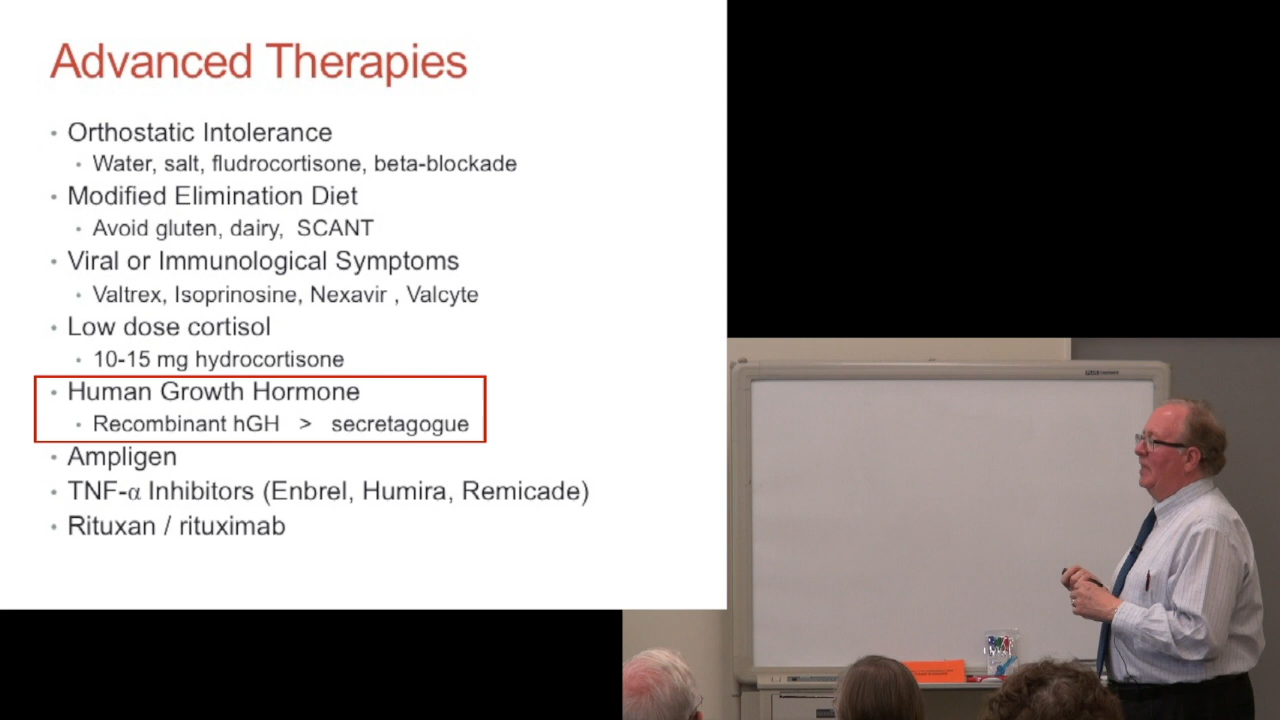 Advanced Therapies
• Orthostatic Intolerance
• Water, salt, fludrocortisone, beta-blockade
• Modified Elimination Diet
• Avoid gluten, dairy, SCANT
• Viral or Immunological Symptoms
• Valtrex, Isoprinosine, Nexavir , Valcyte
• Low dose cortisol
• 10-15 mg hydrocortisone
• Human Growth Hormone
• Recombinant hGH > secretagogue
• Ampligen
• TNF-α Inhibitors (Enbrel, Humira, Remicade)
• Rituxan / rituximab